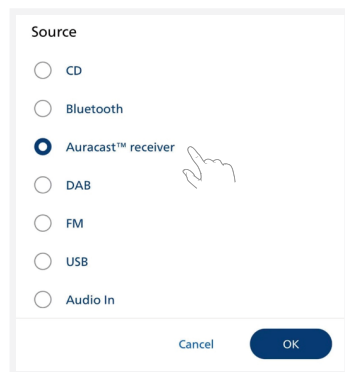 Source
CD
Bluetooth
Auracast™ receiver
DAB
FM
USB
Audio In
Cancel OK